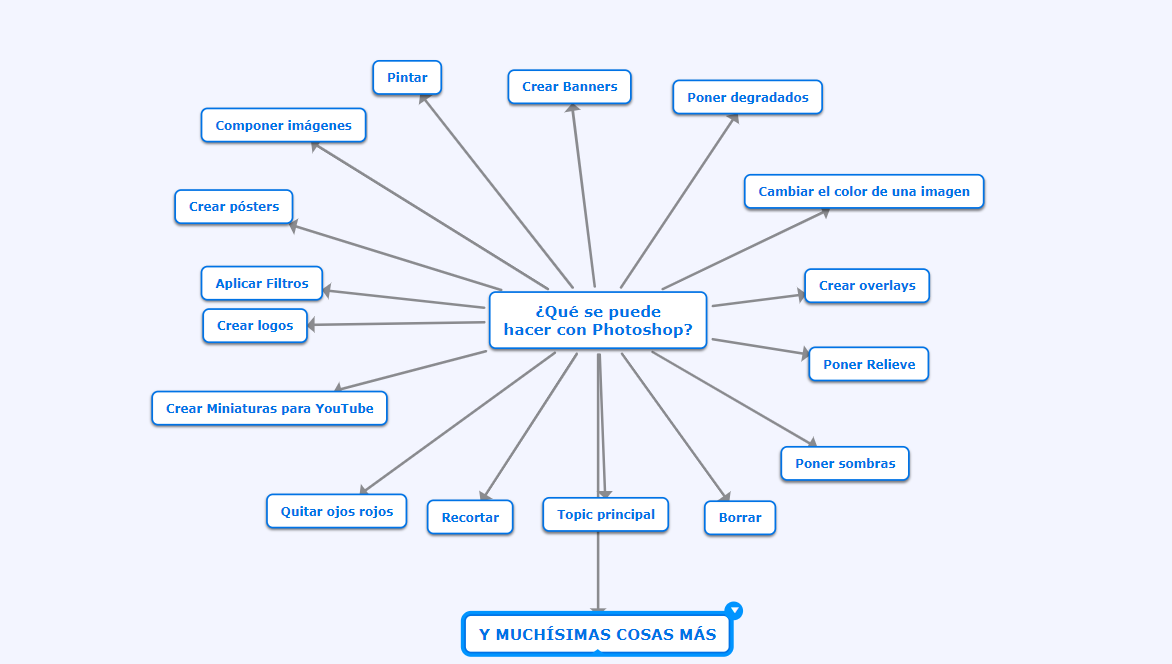 Pintar
Crear Banners
Poner degradados
Componer imágenes
Cambiar el color de una imagen
Crear pósters
Aplicar Filtros
Crear overlays
¿Qué se puede
hacer con Photoshop?
Crear logos
Poner Relieve
Crear Miniaturas para YouTube
Poner sombras
Quitar ojos rojos
Recortar
Topic principal
Borrar
Y MUCHÍSIMAS COSAS MÁS